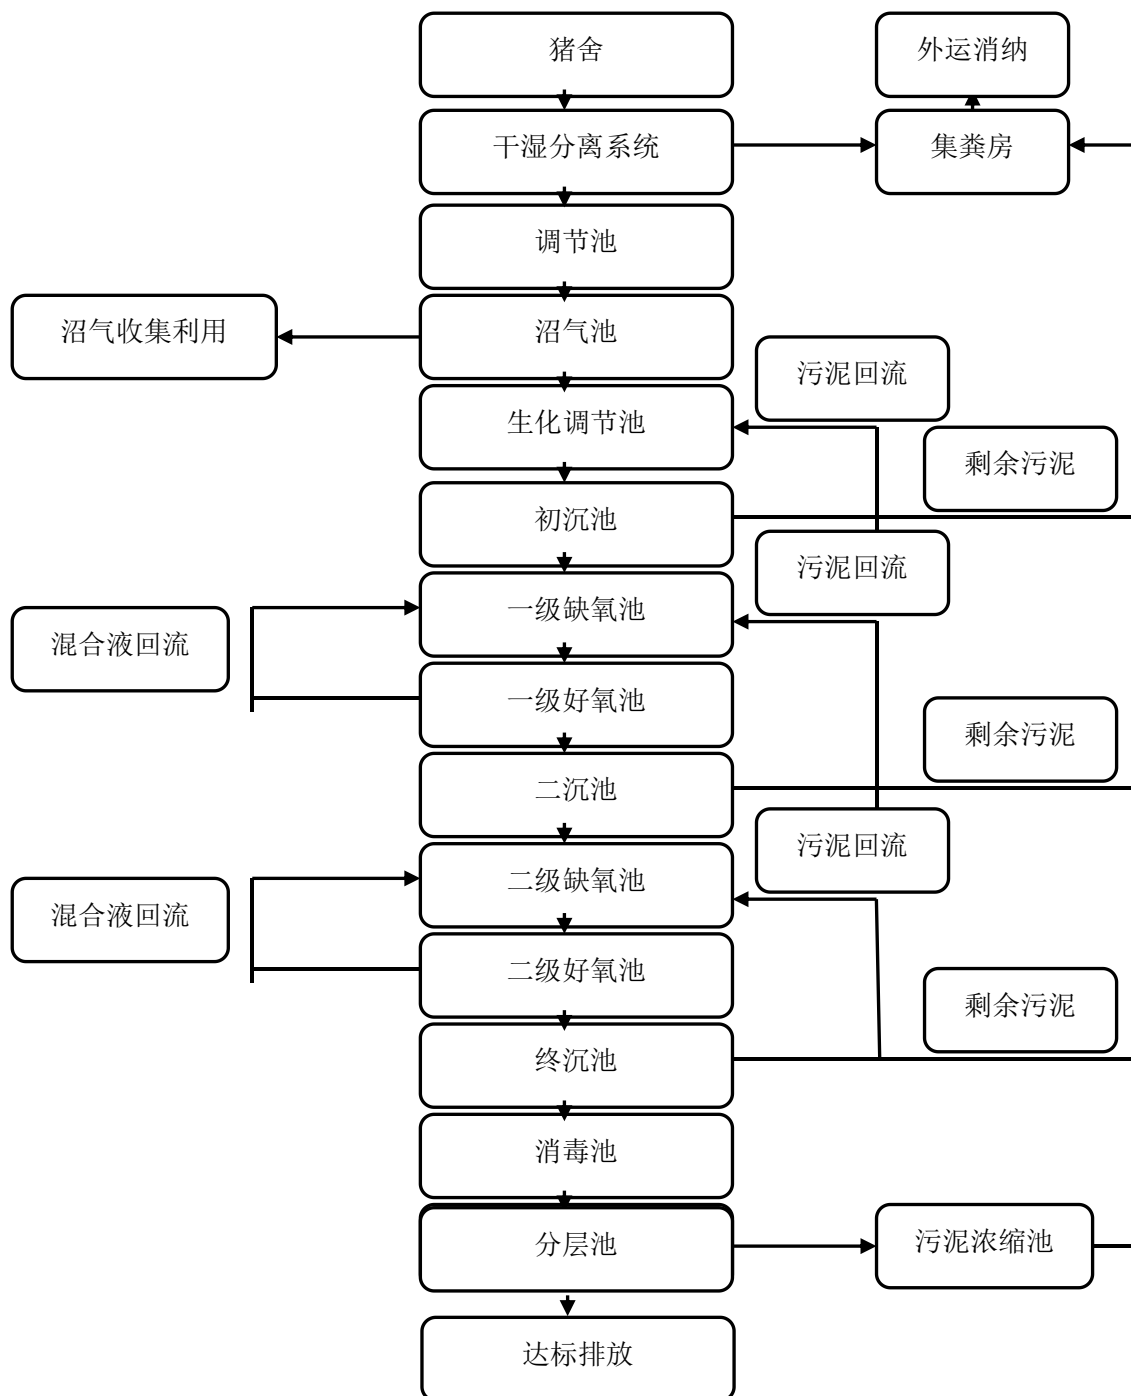 猪舍
外运消纳
干湿分离系统
集粪房
调节池
沼气收集利用
沼气池
污泥回流
生化调节池
剩余污泥
初沉池
污泥回流
一级缺氧池
混合液回流
一级好氧池
剩余污泥
二沉池
污泥回流
二级缺氧池
混合液回流
二级好氧池
剩余污泥
终沉池
消毒池
分层池
污泥浓缩池
达标排放